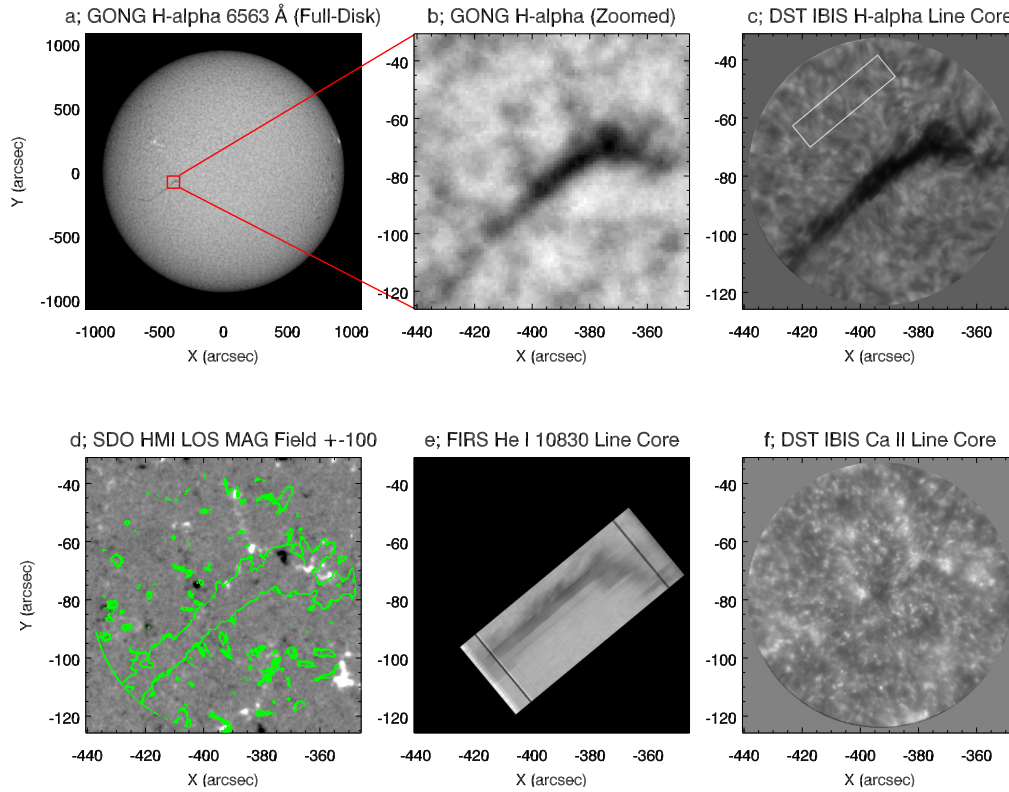 a; GONG H-alpha 6563 Å (Full-Disk)
b; GONG H-alpha (Zoomed)
c; DST IBIS H-alpha Line Core
1000
500
0
-500
-1000
Y (arcsec)
-1000 -500 0 500 1000
X (arcsec)
-40
-60
-80
-100
-120
-440 -420 -400 -380 -360
X (arcsec)
-40
-60
-80
-100
-120
-440 -420 -400 -380 -360
X (arcsec)
d; SDO HMI LOS MAG Field +-100
e; FIRS He I 10830 Line Core
f; DST IBIS Ca II Line Core
-40
-60
-80
-100
-120
Y (arcsec)
-440 -420 -400 -380 -360
X (arcsec)
-40
-60
-80
-100
-120
-440 -420 -400 -380 -360
X (arcsec)
-40
-60
-80
-100
-120
-440 -420 -400 -380 -360
X (arcsec)